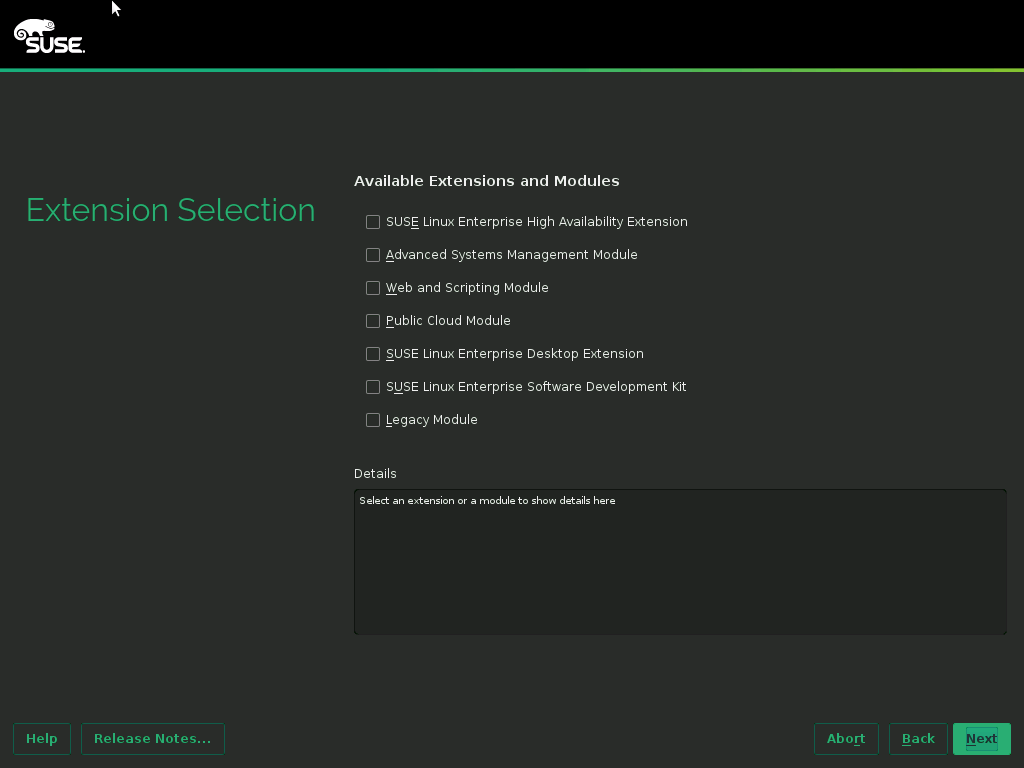 SUSE.
Extension Selection
Available Extensions and Modules
SUSE Linux Enterprise High Availability Extension
Advanced Systems Management Module
Web and Scripting Module
Public Cloud Module
SUSE Linux Enterprise Desktop Extension
SUSE Linux Enterprise Software Development Kit
Legacy Module
Details
Select an extension or a module to show details here
Help
Release Notes...
Abort
Back
Next